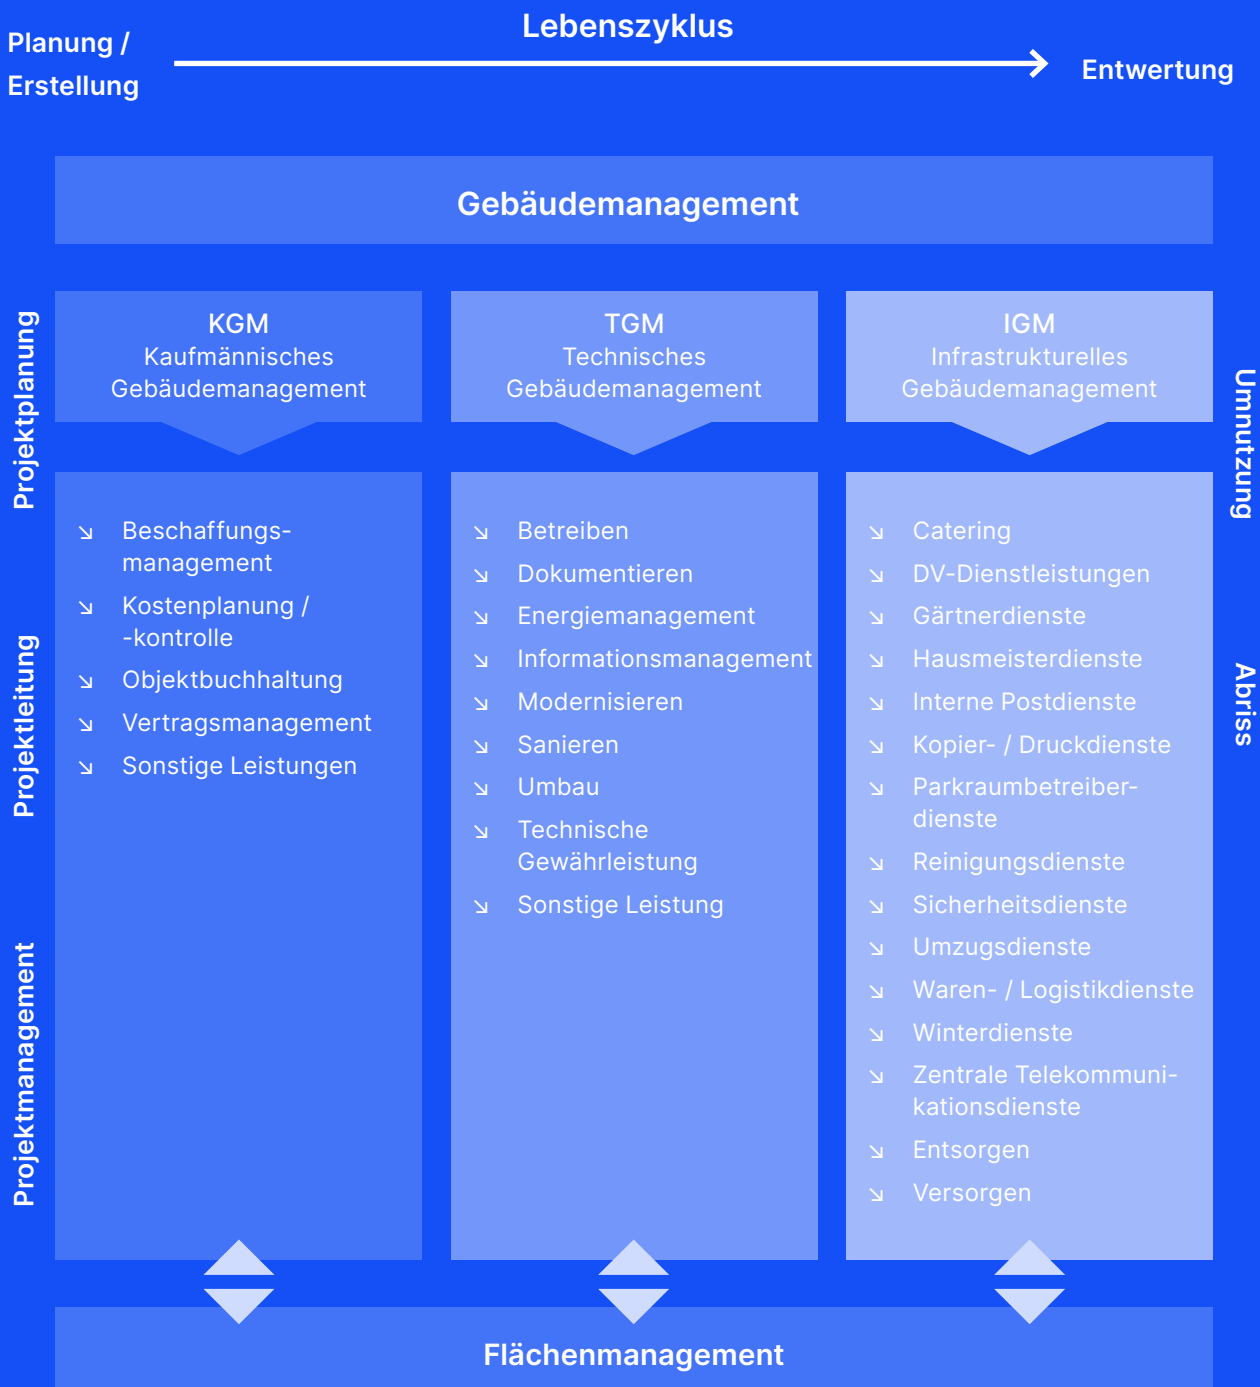 Lebenszyklus
Planung /
Erstellung
Entwertung
Gebäudemanagement
Projektplanung
Projektleitung
Projektmanagement
KGM
Kaufmännisches
Gebäudemanagement
Beschaffungs-
management
Kostenplanung /
-kontrolle
Objektbuchhaltung
Vertragsmanagement
Sonstige Leistungen
TGM
Technisches
Gebäudemanagement
Betreiben
Dokumentieren
Energiemanagement
Informationsmanagement
Modernisieren
Sanieren
Umbau
Technische
Gewährleistung
Sonstige Leistung
IGM
Infrastrukturelles
Gebäudemanagement
Catering
DV-Dienstleistungen
Gärtnerdienste
Hausmeisterdienste
Interne Postdienste
Kopier- / Druckdienste
Parkraumbetreiber-
dienste
Reinigungsdienste
Sicherheitsdienste
Umzugsdienste
Waren- / Logistikdienste
Winterdienste
Zentrale Telekommuni-
kationsdienste
Entsorgen
Versorgen
Umnutzung
Abriss
Flächenmanagement